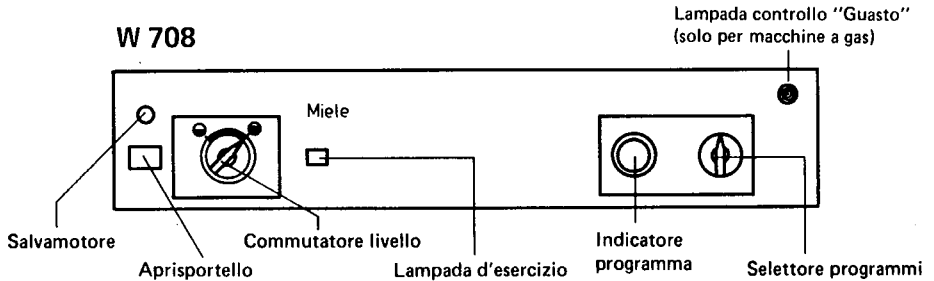 Lampada controllo "Guasto"
(solo per macchine a gas)
W 708
Miele
Salvamotore
Commutatore livello
Indicatore
programma
Aprisportello
Lampada d'esercizio
Selettore programmi